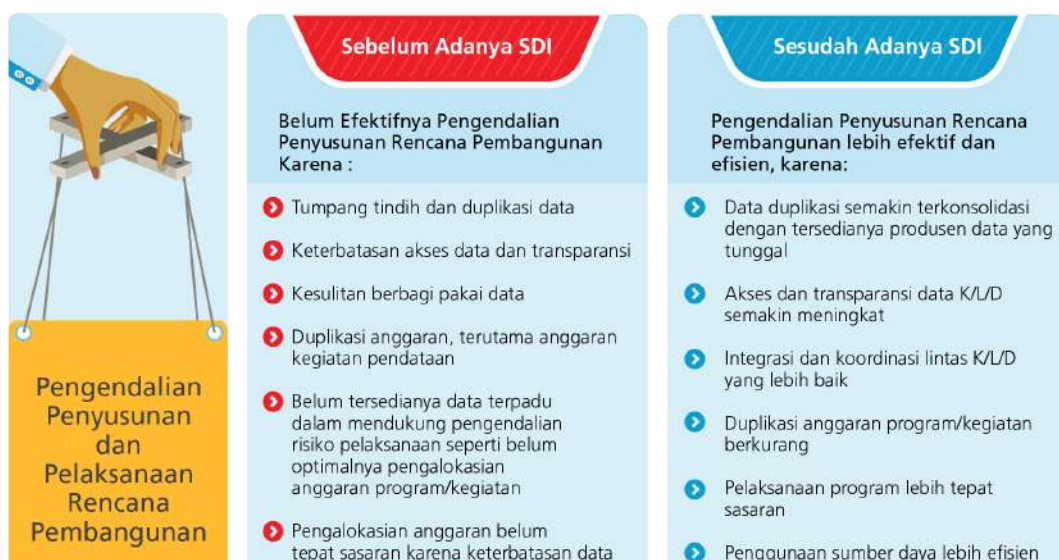 Pengendalian
Penyusunan
dan
Pelaksanaan
Rencana
Pembangunan
Sebelum Adanya SDI
Belum Efektifnya Pengendalian
Penyusunan Rencana Pembangunan
Karena :
Tumpang tindih dan duplikasi data
Keterbatasan akses data dan transparansi
Kesulitan berbagi pakai data
Duplikasi anggaran, terutama anggaran
kegiatan pendataan
Belum tersedianya data terpadu
dalam mendukung pengendalian
risiko pelaksanaan seperti belum
optimalnya pengalokasian
anggaran program/kegiatan
Pengalokasian anggaran belum
tepat sasaran karena keterbatasan data
Sesudah Adanya SDI
Pengendalian Penyusunan Rencana
Pembangunan lebih efektif dan
efisien, karena:
Data duplikasi semakin terkonsolidasi
dengan tersedianya produsen data yang
tunggal
Akses dan transparansi data K/L/D
semakin meningkat
Integrasi dan koordinasi lintas K/L/D
yang lebih baik
Duplikasi anggaran program/kegiatan
berkurang
Pelaksanaan program lebih tepat
sasaran
Penggunaan sumber daya lebih efisien